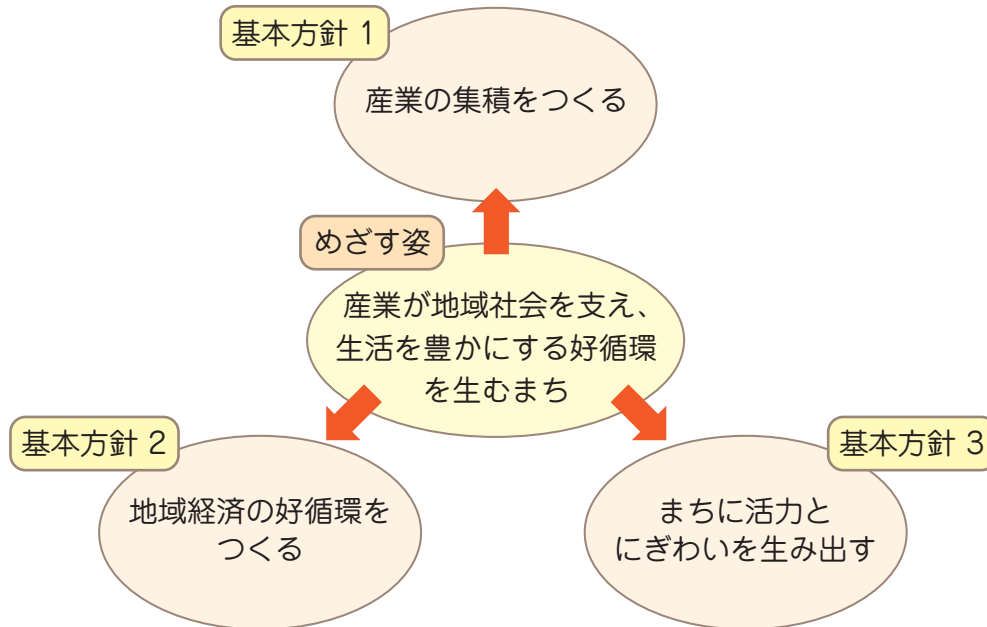 基本方針 1
産業の集積をつくる
めざす姿
産業が地域社会を支え、
生活を豊かにする好循環
を生むまち
基本方針 2
地域経済の好循環を
つくる
基本方針 3
まちに活力と
にぎわいを生み出す